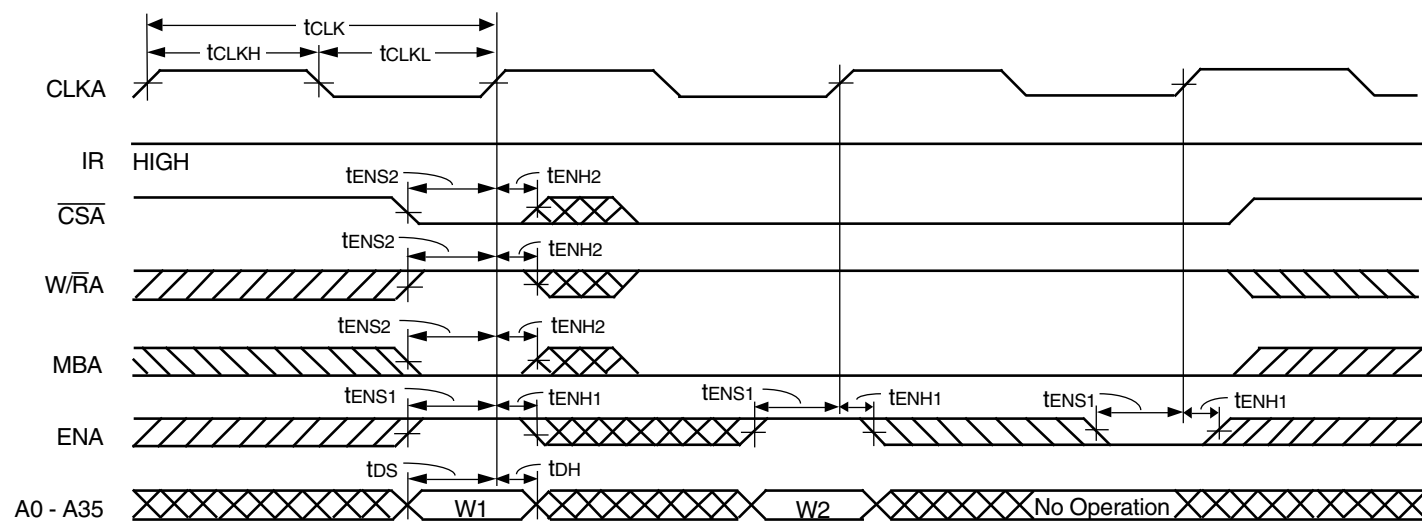 tCLK
tCLKH
tCLKL
CLKA
IR
HIGH
tENS2
tENH2
CSA
tENS2
tENH2
W/RA
tENS2
tENH2
MBA
tENS1
tENH1
tENS1
tENH1
tENS1
tENH1
ENA
tDS
tDH
A0 - A35
W1
W2
No Operation